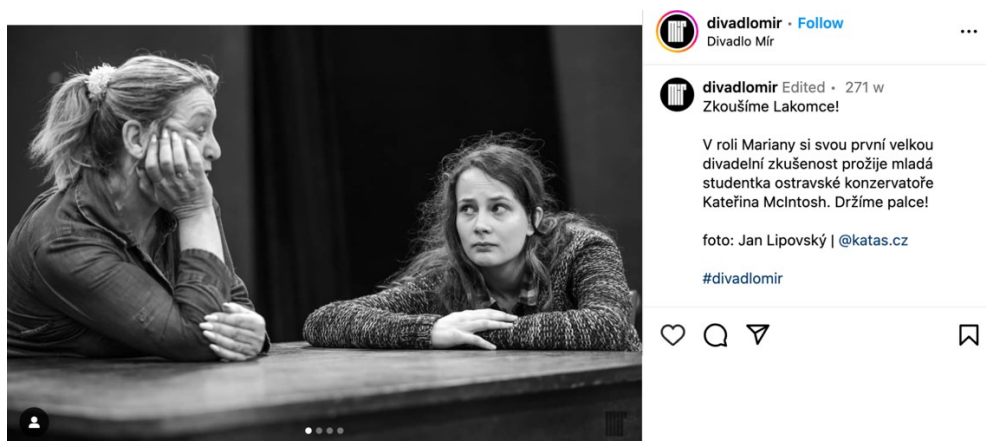 divadlomir • Follow
Divadlo Mír
divadlomir Edited • 271 w
Zkoušíme Lakomce!
V roli Mariany si svou první velkou
divadelní zkušenost prožije mladá
studentka ostravské konzervatoře
Kateřina McIntosh. Držíme palce!
foto: Jan Lipovský | @katas.cz
#divadlomir